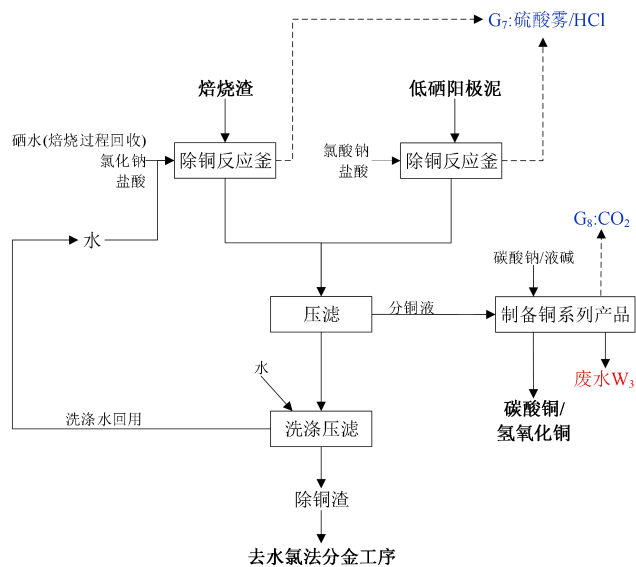 G₇:硫酸雾/HCl
焙烧渣
低硒阳极泥
硒水(焙烧过程回收)
氯化钠
盐酸
除铜反应釜
氯酸钠
盐酸
除铜反应釜
G₈:CO₂
水
碳酸钠/液碱
压滤
分铜液
制备铜系列产品
水
废水W₃
碳酸铜/
氢氧化铜
洗涤水回用
洗涤压滤
除铜渣
去水氯法分金工序